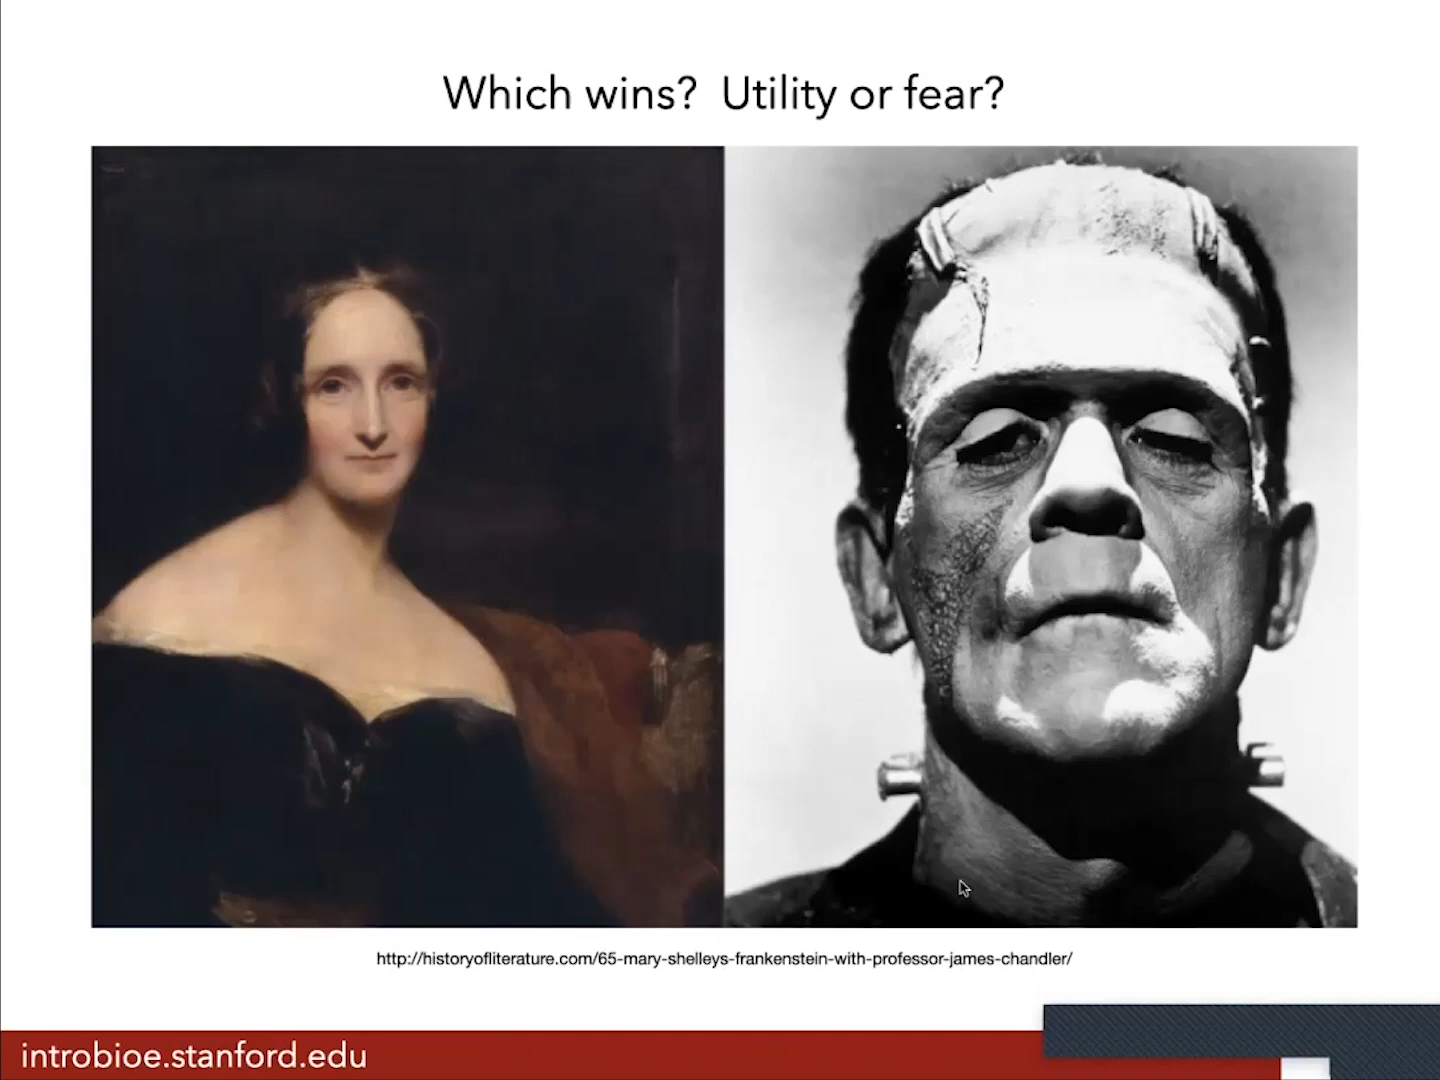 Which wins? Utility or fear?
http://historyofliterature.com/65-mary-shelleys-frankenstein-with-professor-james-chandler/
introbioe.stanford.edu